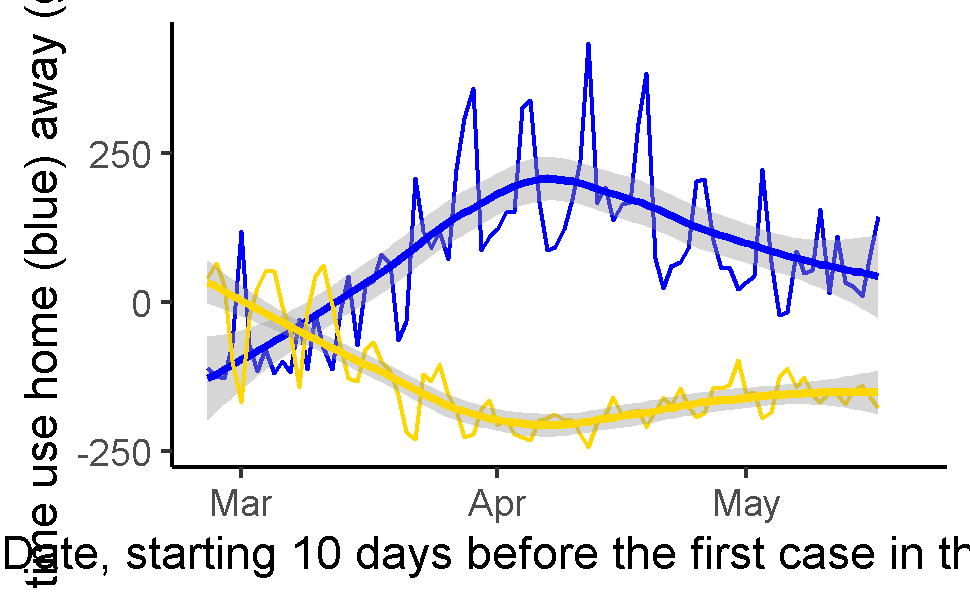 time use home (blue) away (
250
0
-250
Mar Apr May
Date, starting 10 days before the first case in th